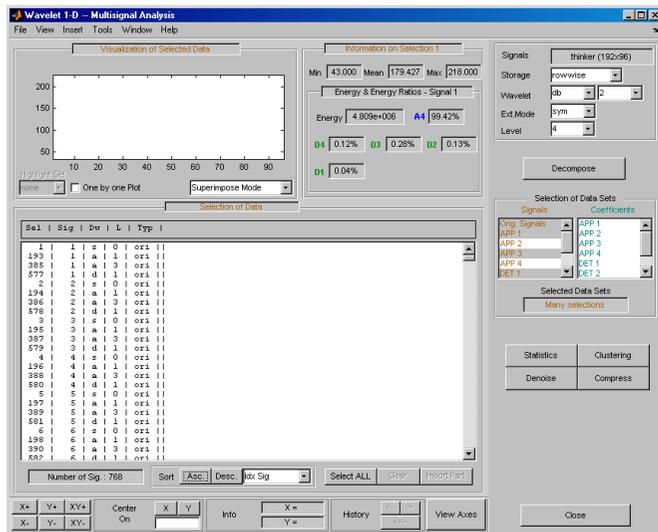 Wavelet 1-D -- Multisignal Analysis
File View Insert Tools Window Help
Visualization of Selected Data
200
150
100
50
10 20 30 40 50 60 70 80 90
Highlight Sel
none One by one Plot Superimpose Mode
Information on Selection 1
Min 43.000 Mean 179.427 Max 218.000
Energy & Energy Ratios - Signal 1
Energy 4.809e+006 A4 99.42%
D4 0.12% D3 0.28% D2 0.13%
D1 0.04%
Selection of Data
Sel | Sig | Dw | L | Typ |
1 | 1 | s | 0 | ori ||
193 | 1 | a | 1 | ori ||
385 | 1 | a | 3 | ori ||
577 | 1 | d | 1 | ori ||
2 | 2 | s | 0 | ori ||
194 | 2 | a | 1 | ori ||
386 | 2 | a | 3 | ori ||
578 | 2 | d | 1 | ori ||
3 | 3 | s | 0 | ori ||
195 | 3 | a | 1 | ori ||
387 | 3 | a | 3 | ori ||
579 | 3 | d | 1 | ori ||
4 | 4 | s | 0 | ori ||
196 | 4 | a | 1 | ori ||
388 | 4 | a | 3 | ori ||
580 | 4 | d | 1 | ori ||
5 | 5 | s | 0 | ori ||
197 | 5 | a | 1 | ori ||
389 | 5 | a | 3 | ori ||
581 | 5 | d | 1 | ori ||
6 | 6 | s | 0 | ori ||
198 | 6 | a | 1 | ori ||
390 | 6 | a | 3 | ori ||
582 | 6 | d | 1 | ori ||
Number of Sig.: 768 Sort Asc. Desc. Idx Sig Select ALL Clear Import Part.
X+ Y+ XY+
X- Y- XY-
Center On X Y
Info X =
Y =
History <- ->
<<-
View Axes
Signals thinker (192x96)
Storage rowwise
Wavelet db 2
Ext.Mode sym
Level 4
Decompose
Selection of Data Sets
Signals Coefficients
Orig. Signals APP 1
APP 1 APP 2
APP 2 APP 3
APP 3 APP 4
APP 4 DET 1
DET 1 DET 2
Selected Data Sets
Many selections
Statistics Clustering
Denoise Compress
Close